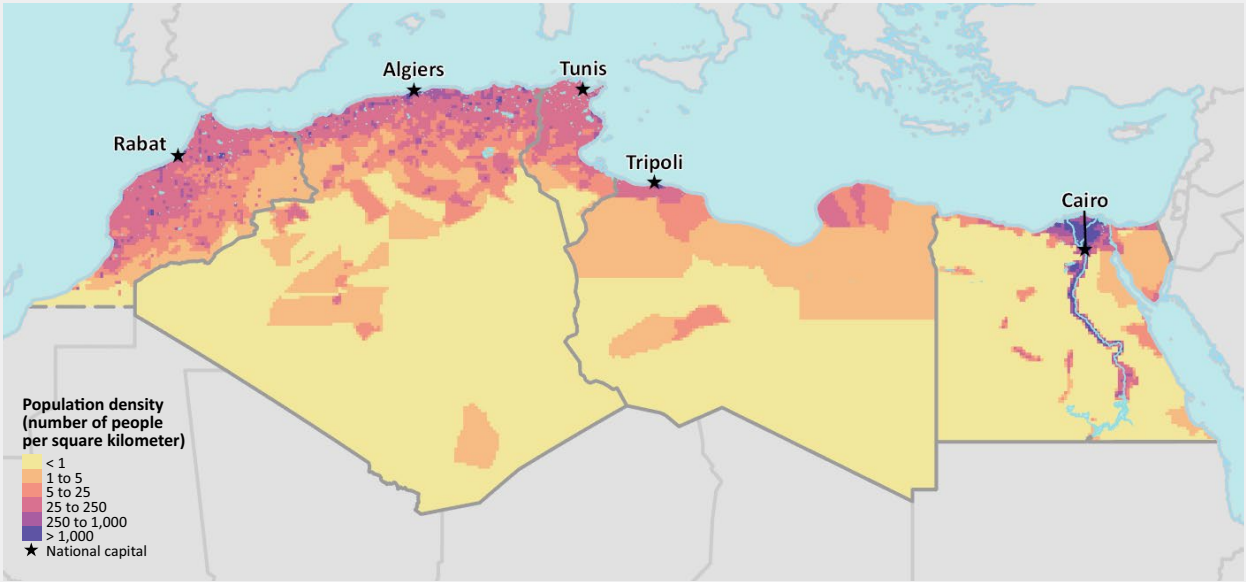 Algiers
Tunis
Rabat
Tripoli
Cairo
Population density
(number of people
per square kilometer)
< 1
1 to 5
5 to 25
25 to 250
250 to 1,000
> 1,000
National capital